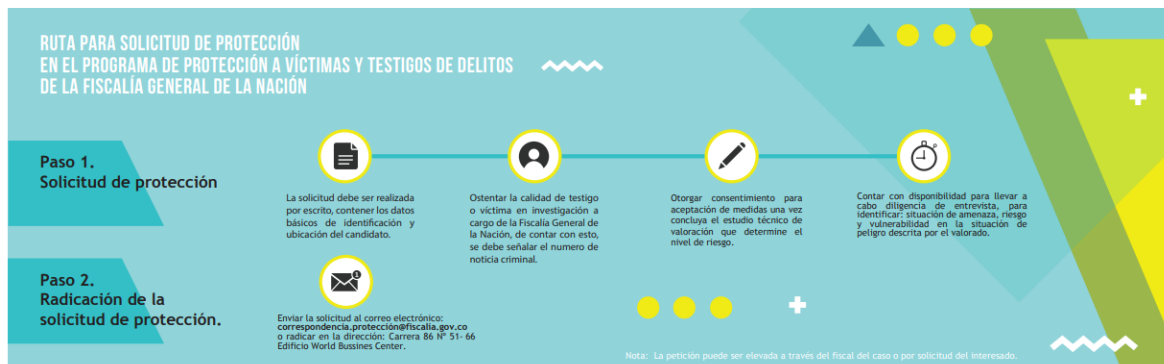 RUTA PARA SOLICITUD DE PROTECCIÓN
EN EL PROGRAMA DE PROTECCIÓN A VÍCTIMAS Y TESTIGOS DE DELITOS
DE LA FISCALÍA GENERAL DE LA NACIÓN
Paso 1.
Solicitud de protección
La solicitud debe ser realizada
por escrito, contener los datos
básicos de identificación y
ubicación del candidato.
Ostentar la calidad de testigo
o víctima en investigación a
cargo de la Fiscalía General de
la Nación, de contar con esto,
se debe señalar el numero de
noticia criminal.
Otorgar consentimiento para
aceptación de medidas una vez
concluya el estudio técnico de
valoración que determine el
nivel de riesgo.
Contar con disponibilidad para llevar a
cabo diligencia de entrevista, para
identificar: situación de amenaza, riesgo
y vulnerabilidad en la situación de
peligro descrita por el valorado.
Paso 2.
Radicación de la
solicitud de protección.
1
Enviar la solicitud al correo electrónico:
correspondencia.protección@fiscalia.gov.co
o radicar en la dirección: Carrera 86 Nº 51- 66
Edificio World Bussines Center.
Nota: La petición puede ser elevada a través del fiscal del caso o por solicitud del interesado.